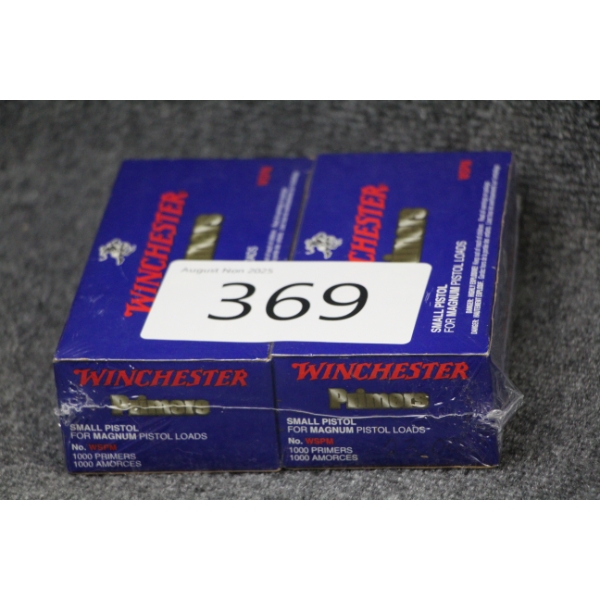 WINCHESTER
WINCHESTER
SMALL PISTOL
FOR MAGNUM PISTOL LOADS
August Non 2025
369
WINCHESTER
Primers
SMALL PISTOL
FOR MAGNUM PISTOL LOADS
No. WSPM
1000 PRIMERS
1000 AMORCES
WINCHESTER
Primers
SMALL PISTOL
FOR MAGNUM PISTOL LOADS
No. WSPM
1000 PRIMERS
1000 AMORCES